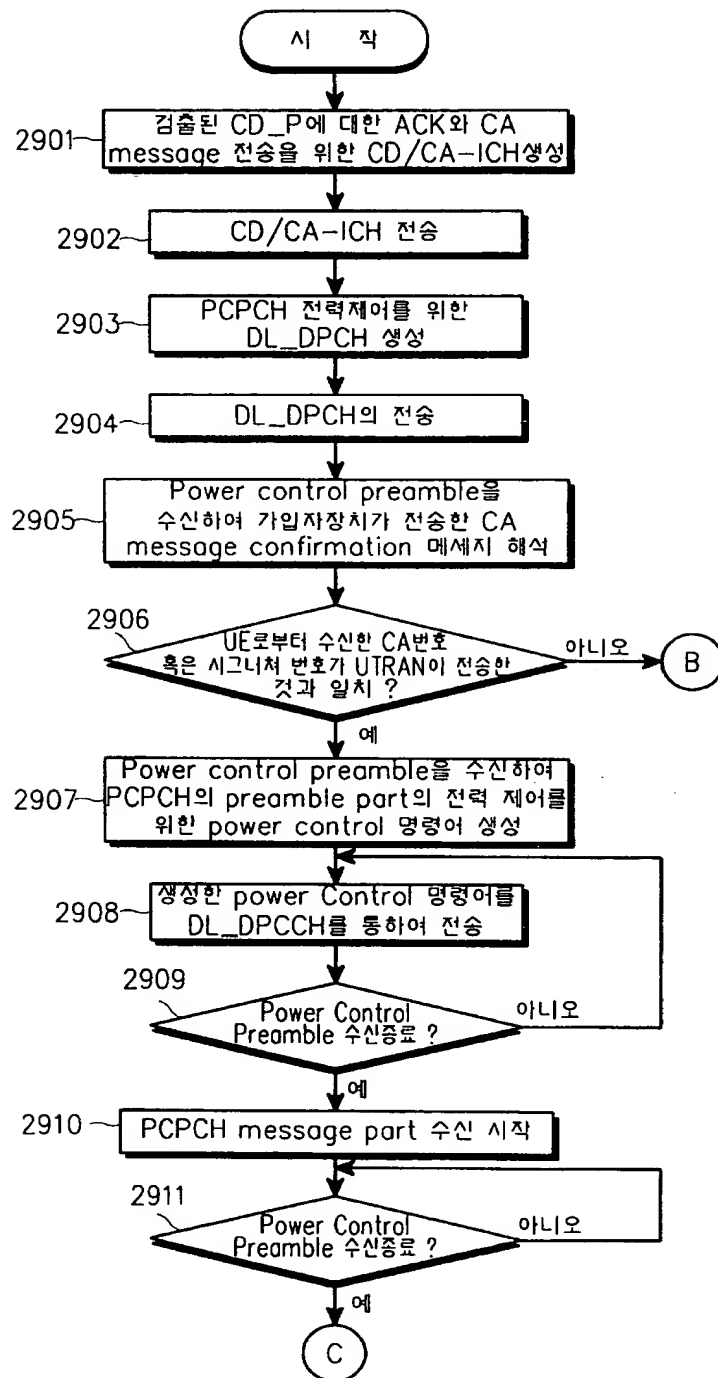 시 작
2901
검출된 CD_P에 대한 ACK와 CA
message 전송을 위한 CD/CA-ICH생성
2902
CD/CA-ICH 전송
2903
PCPCH 전력제어를 위한
DL_DPCH 생성
2904
DL_DPCH의 전송
2905
Power control preamble을
수신하여 가입자장치가 전송한 CA
message confirmation 메세지 해석
2906
UE로부터 수신한 CA번호
혹은 시그너쳐 번호가 UTRAN이 전송한
것과 일치 ?
아니오
B
예
2907
Power control preamble을 수신하여
PCPCH의 preamble part의 전력 제어를
위한 power control 명령어 생성
2908
생성한 power Control 명령어를
DL_DPCCH를 통하여 전송
2909
Power Control
Preamble 수신종료 ?
아니오
예
2910
PCPCH message part 수신 시작
2911
Power Control
Preamble 수신종료 ?
아니오
예
C